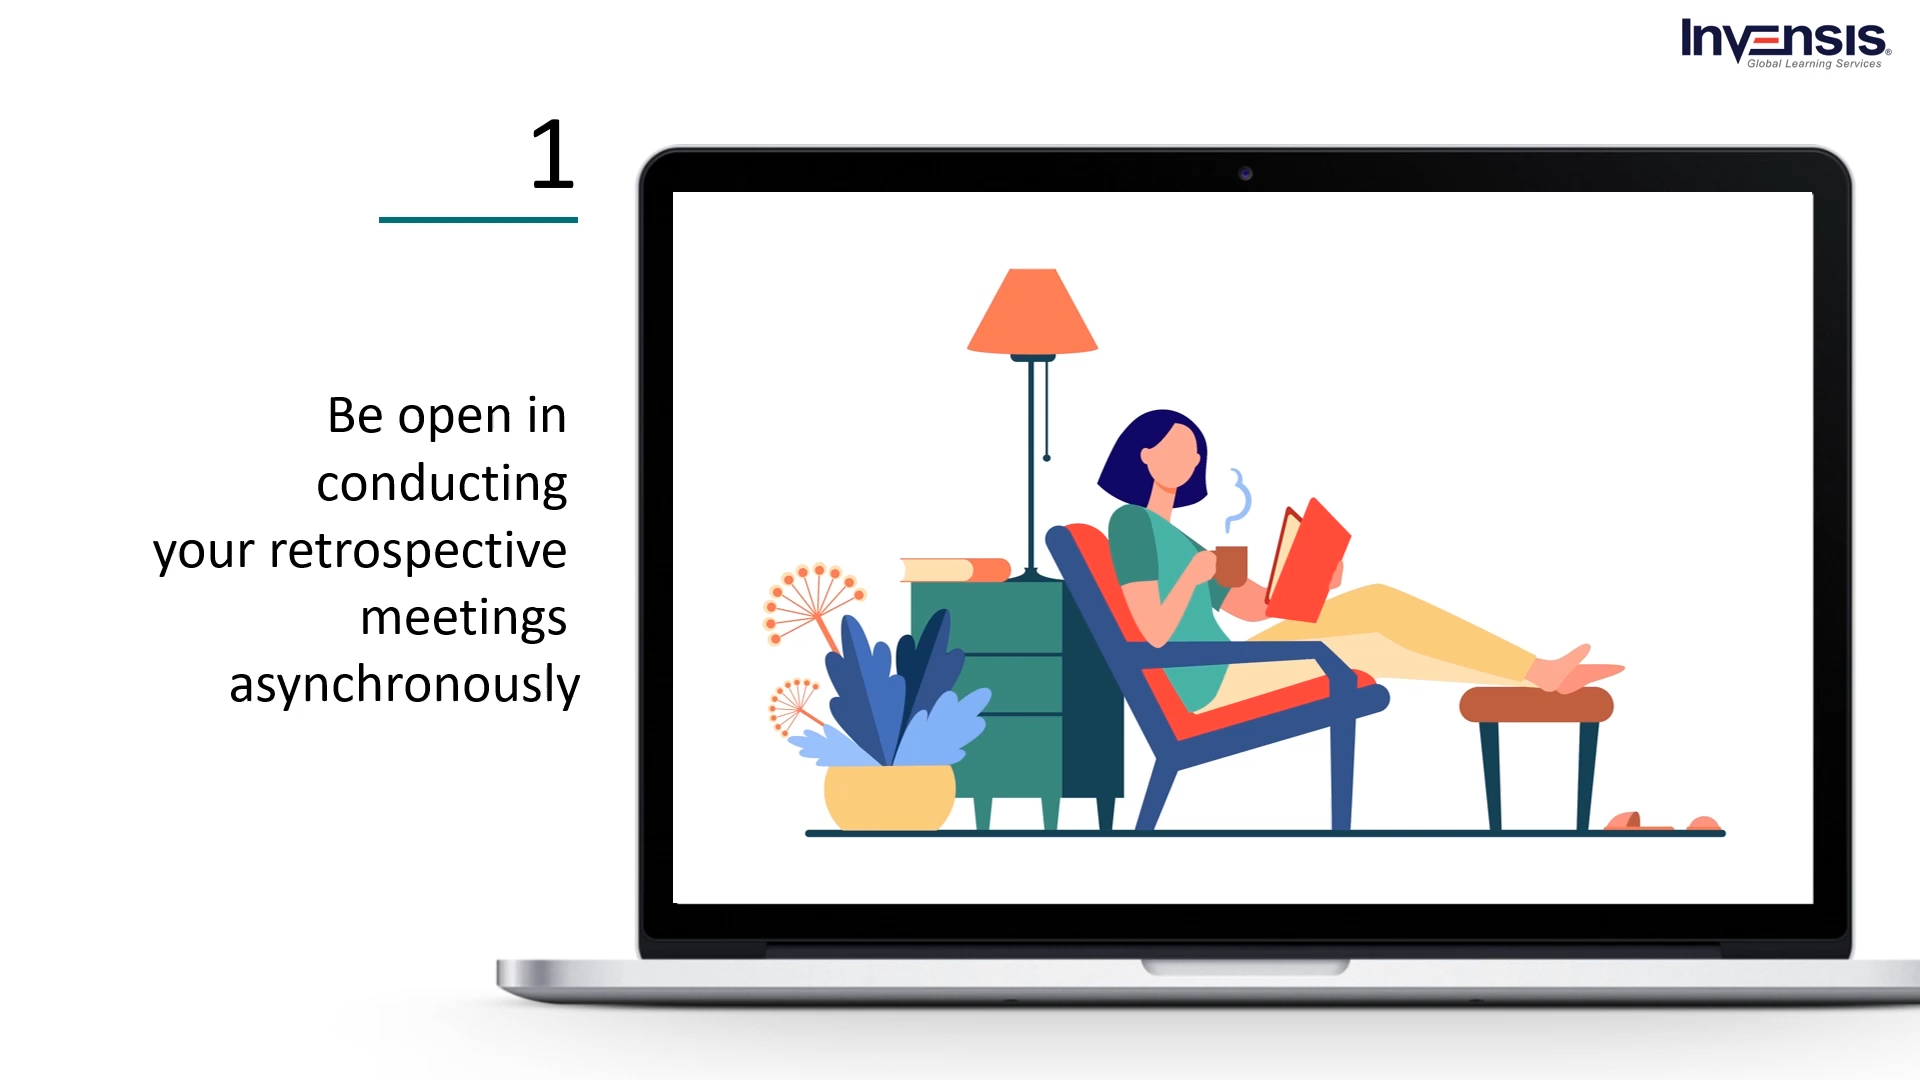 Invensis®
Global Learning Services
1
Be open in
conducting
your retrospective
meetings
asynchronously